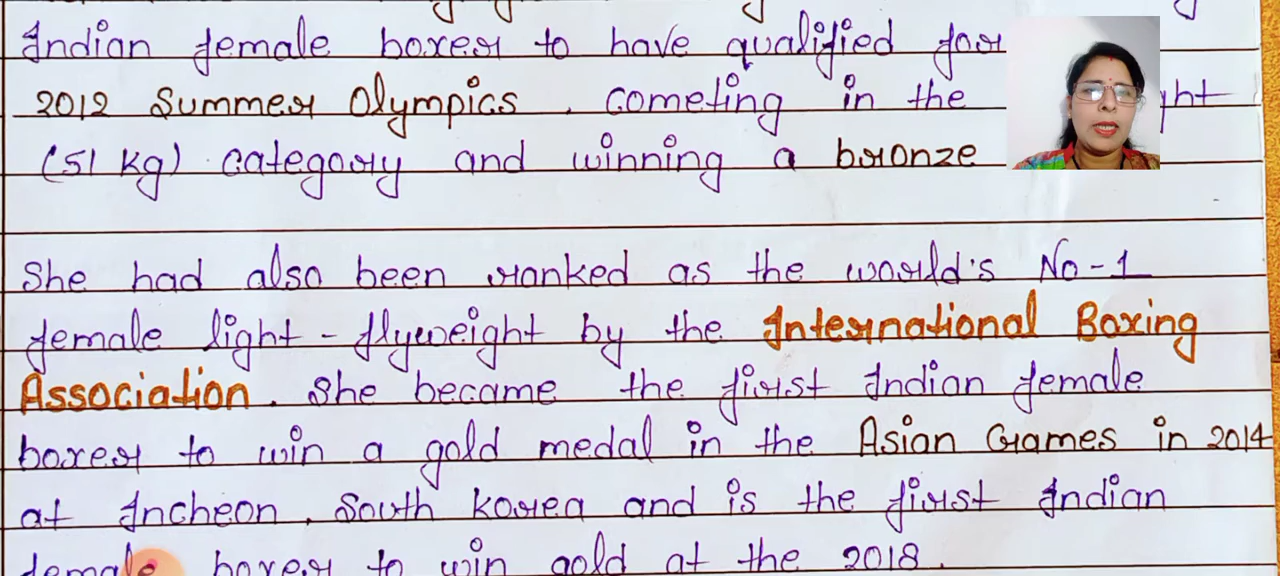 Indian female boxer to have qualified for
2012 Summer Olympics. Cometing in the ght
(51 kg) category and winning a bronze
She had also been ranked as the world's No-1
female light-flyweight by the International Boxing
Association. She became the first Indian female
boxer to win a gold medal in the Asian Games in 2014
at Incheon, South Korea and is the first Indian
female boxer to win gold at the 2018.